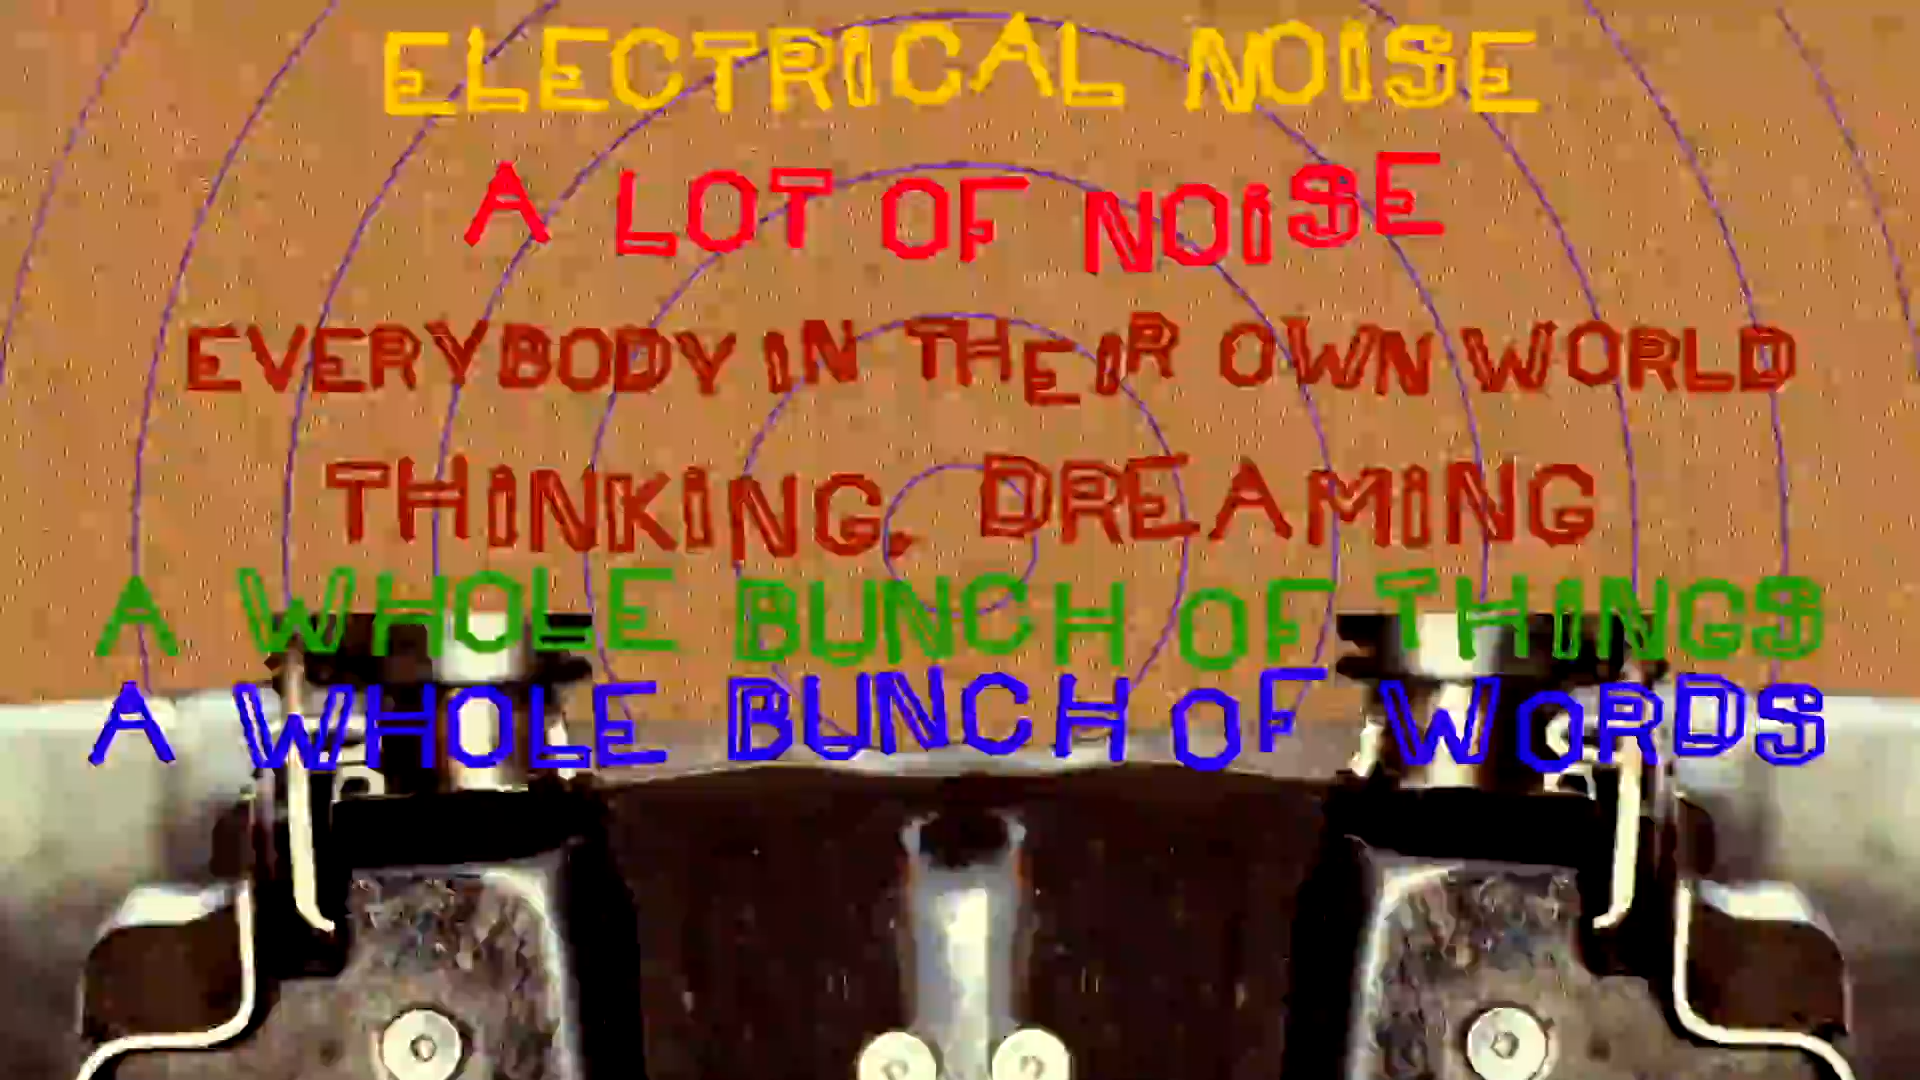 ELECTRICAL NOISE
A LOT OF NOISE
EVERYBODY IN THEIR OWN WORLD
THINKING, DREAMING
A WHOLE BUNCH OF THINGS
A WHOLE BUNCH OF WORDS